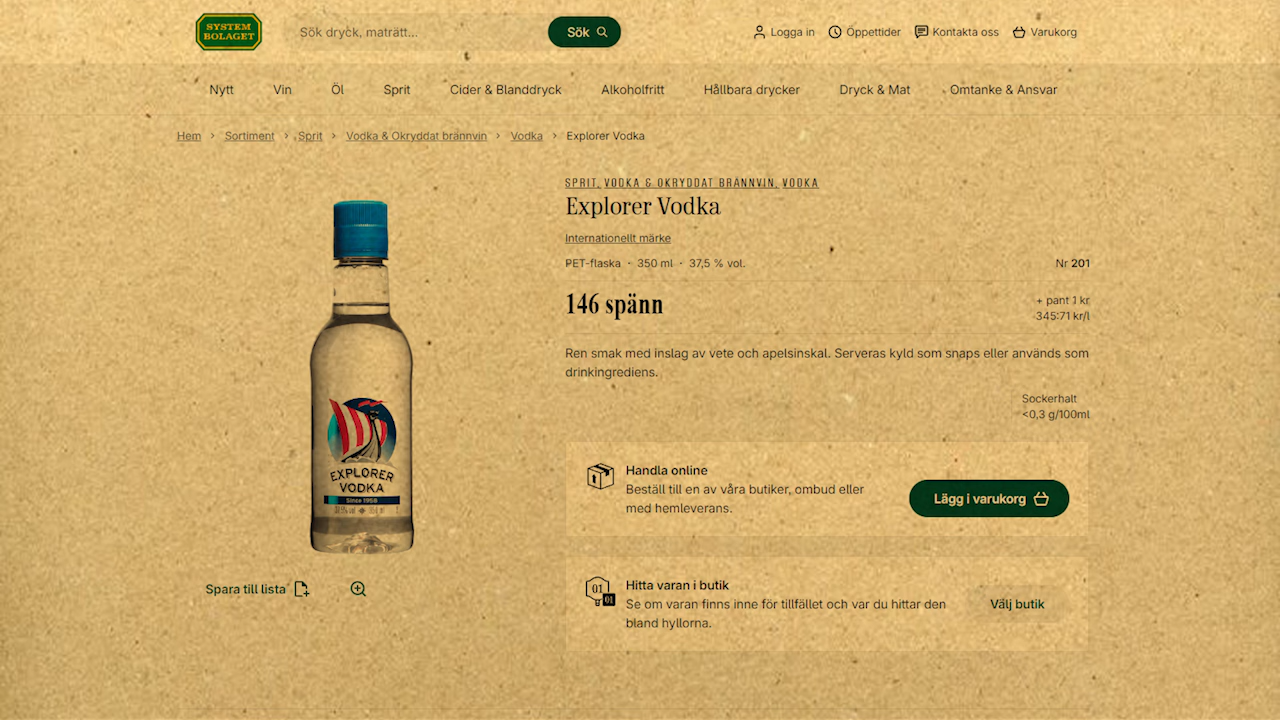 SYSTEM
BOLAGET
Sök dryck, maträtt...
Sök
Logga in
Öppettider
Kontakta oss
Varukorg
Nytt
Vin
Öl
Sprit
Cider & Blanddryck
Alkoholfritt
Hållbara drycker
Dryck & Mat
Omtanke & Ansvar
Hem > Sortiment > Sprit > Vodka & Okryddat brännvin > Vodka > Explorer Vodka
SPRIT, VODKA & OKRYDDAT BRÄNNVIN, VODKA
Explorer Vodka
Internationellt märke
PET-flaska · 350 ml · 37,5 % vol.
Nr 201
146 spänn
+ pant 1 kr
345:71 kr/l
Ren smak med inslag av vete och apelsinskal. Serveras kyld som snaps eller används som
drinkingrediens.
Sockerhalt
<0,3 g/100ml
EXPLORER
VODKA
Since 1958
Handla online
Beställ till en av våra butiker, ombud eller
med hemleverans.
Lägg i varukorg
Spara till lista
01
01
Hitta varan i butik
Se om varan finns inne för tillfället och var du hittar den
bland hyllorna.
Välj butik